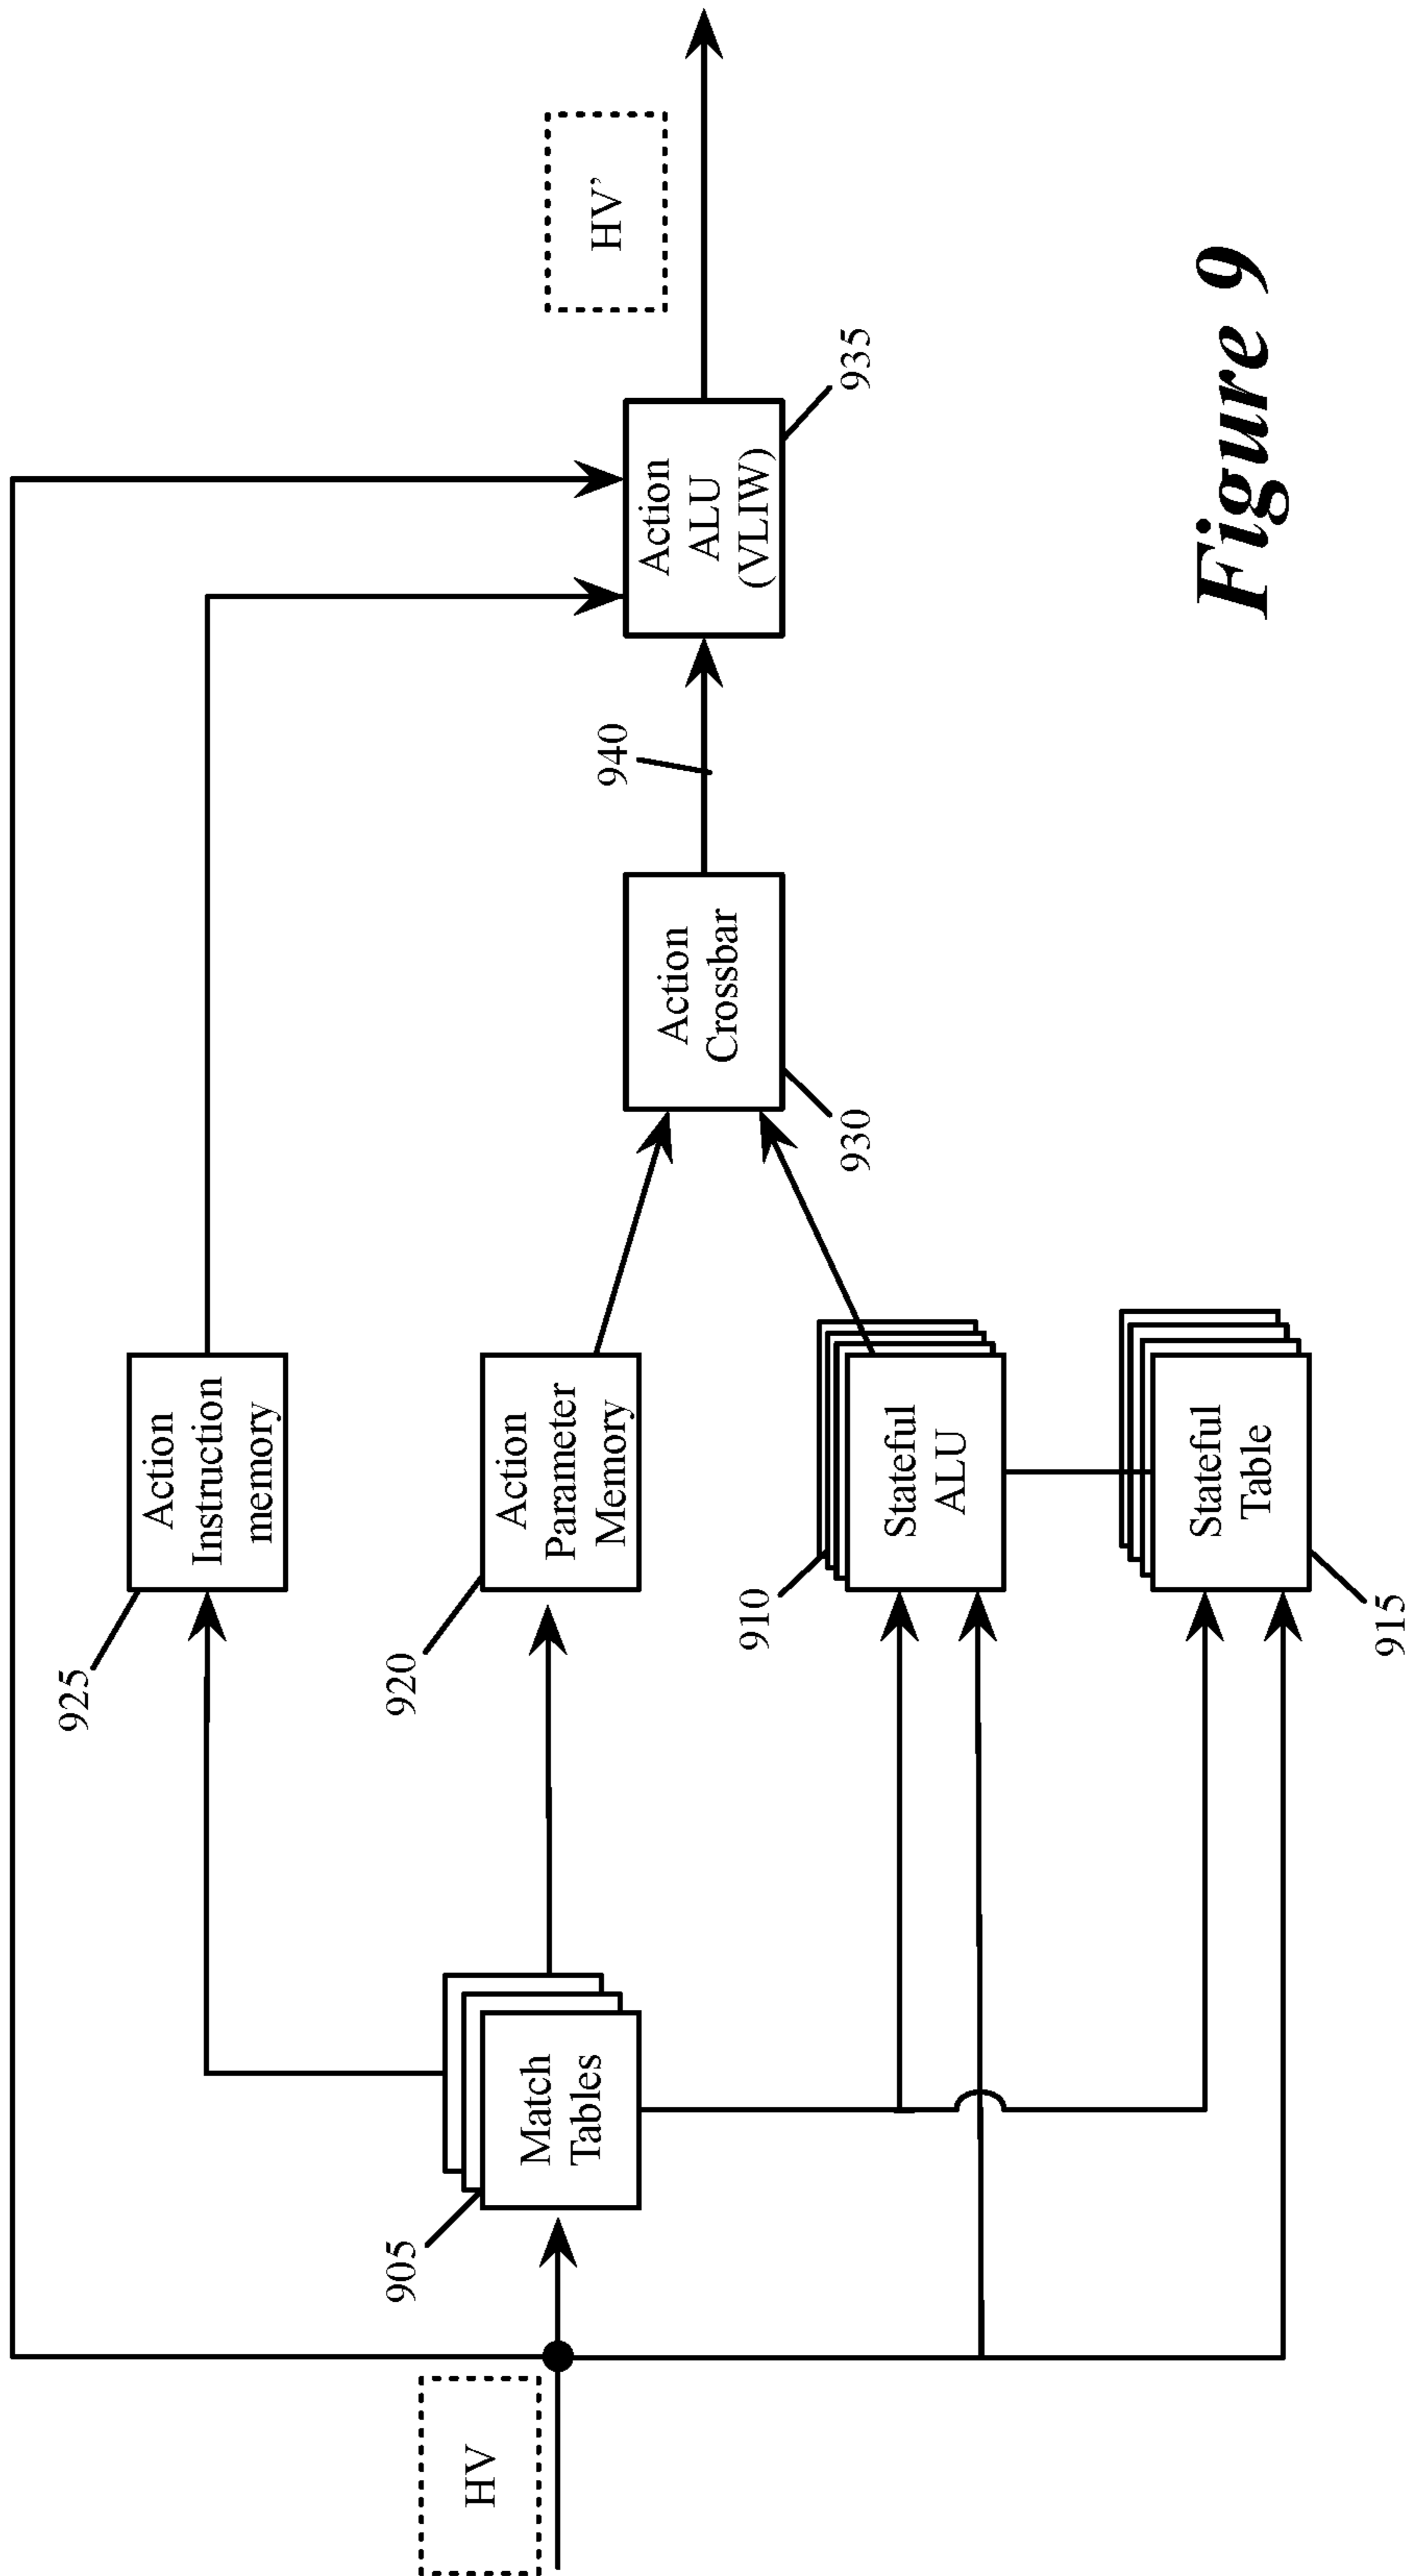 HV
905
Match
Tables
925
Action
Instruction
memory
920
Action
Parameter
Memory
910
Stateful
ALU
915
Stateful
Table
930
Action
Crossbar
940
Action
ALU
(VLIW)
935
HV’
Figure 9